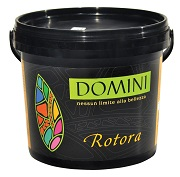 DOMINI
nessun limite alla bellezza
Rotora